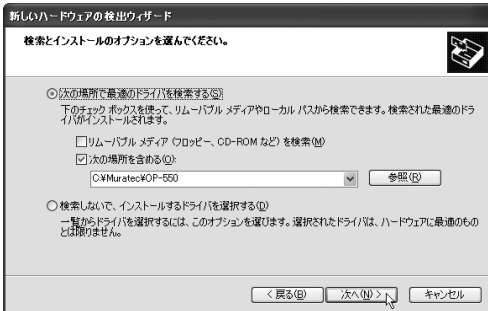 新しいハードウェアの検出ウィザード
検索とインストールのオプションを選んでください。
次の場所で最適のドライバを検索する(S)
下のチェック ボックスを使って、リムーバブル メディアやローカル パスから検索できます。検索された最適のドラ
イバがインストールされます。
リムーバブル メディア (フロッピー、CD-ROM など) を検索(M)
次の場所を含める(O):
C:¥Muratec¥OP-550
参照(R)
検索しないで、インストールするドライバを選択する(D)
一覧からドライバを選択するには、このオプションを選びます。選択されたドライバは、ハードウェアに最適のもの
とは限りません。
< 戻る(B)
次へ(N) >
キャンセル